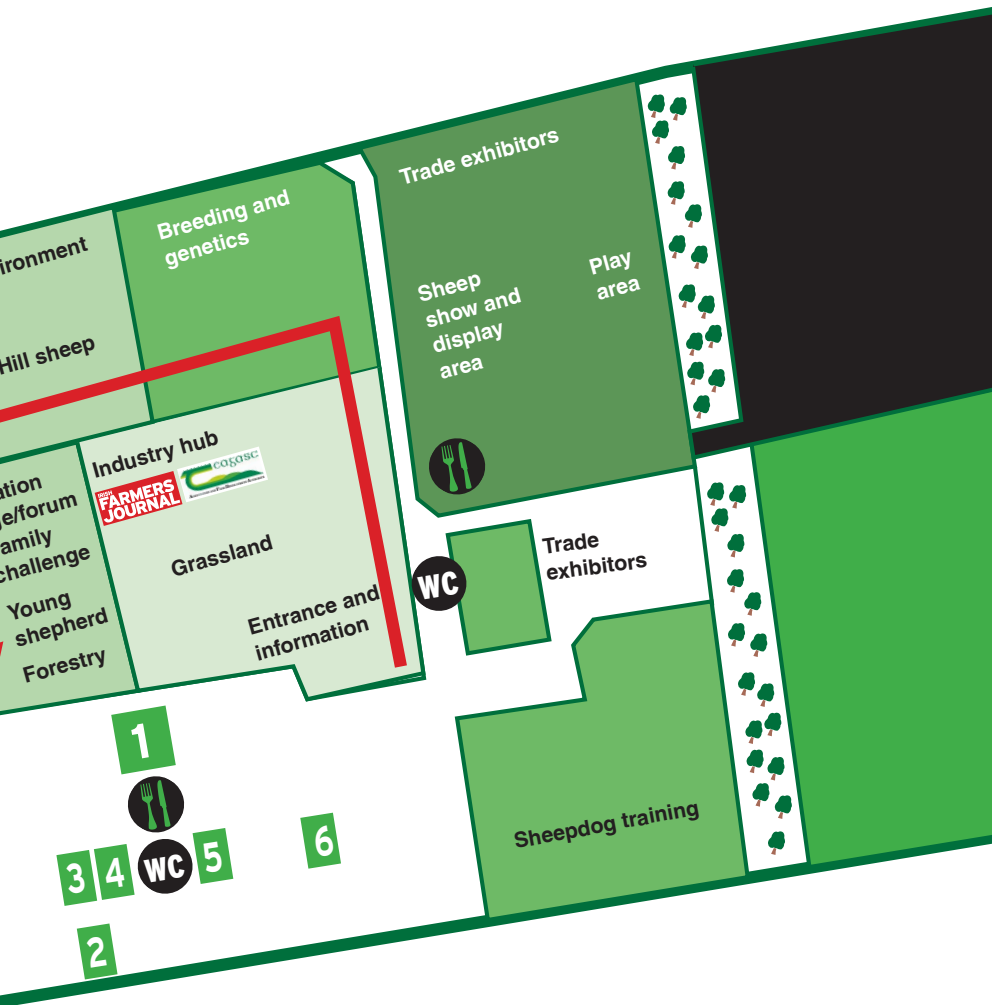 Trade exhibitors
Breeding and
genetics
ironment
Hill sheep
Sheep
show and
display
area
Play
area
Industry hub
IRISH
FARMERS
JOURNAL
teagasc
ation
e/forum
amily
challenge
Young
shepherd
Forestry
Grassland
Entrance and
information
WC
Trade
exhibitors
1
3
4
WC
5
6
2
Sheepdog training